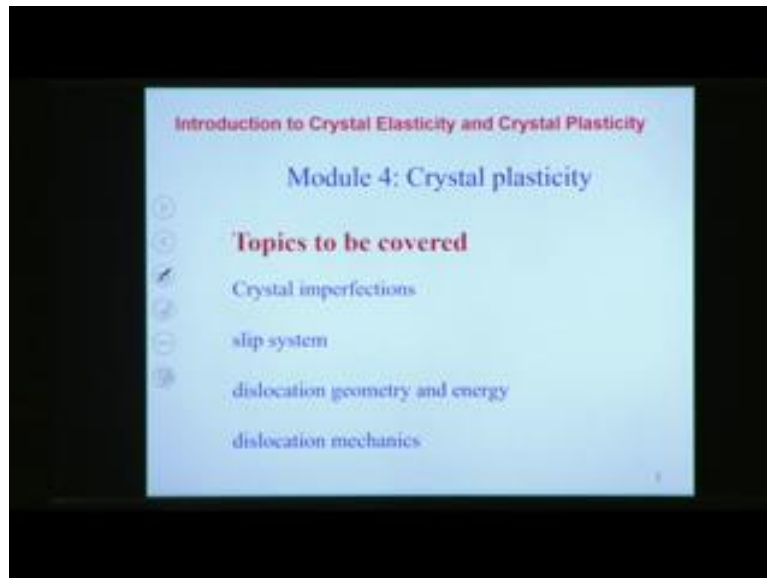 Introduction to Crystal Elasticity and Crystal Plasticity
Module 4: Crystal plasticity
Topics to be covered
Crystal imperfections
slip system
dislocation geometry and energy
dislocation mechanics